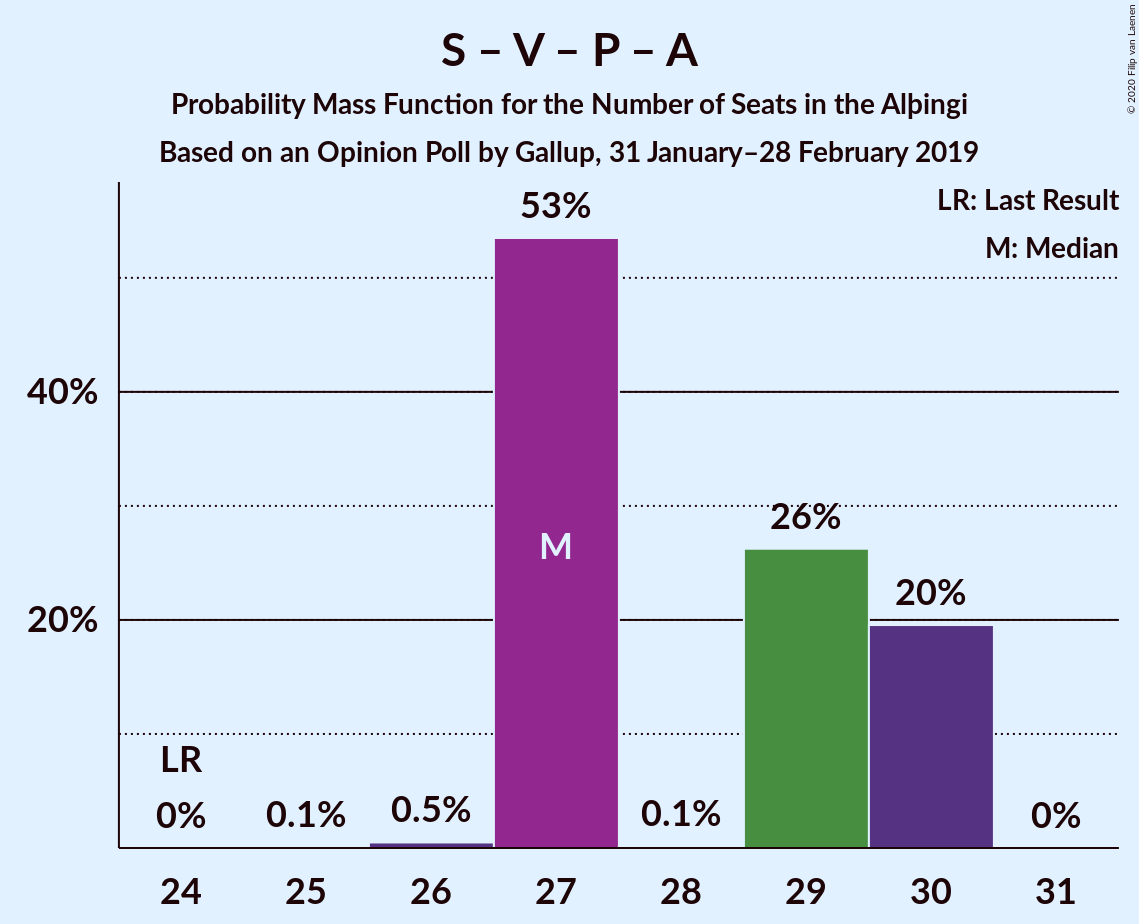 S – V – P – A
Probability Mass Function for the Number of Seats in the Alþingi
Based on an Opinion Poll by Gallup, 31 January–28 February 2019
© 2020 Filip van Laenen
LR: Last Result
M: Median
53%
40%
M
26%
20%
20%
LR
0%
0.1%
0.5%
0.1%
0%
24 25 26 27 28 29 30 31